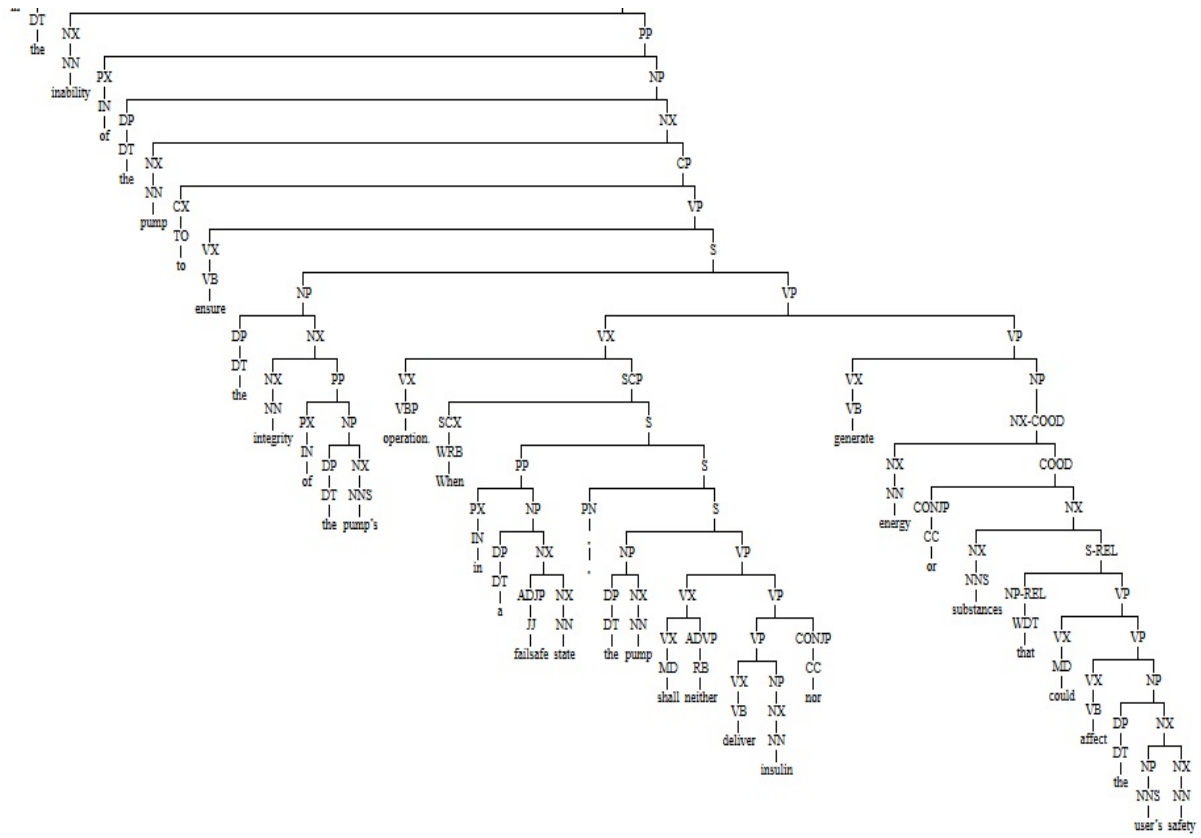 ...
DT
NX PP
the
NN
PX NP
inability
IN
DP NX
of
DT
NX CP
the
NN
CX VP
pump
TO
VX S
to
VB
NP VP
ensure
DP NX VX VP
DT
NX PP VX SCP VX NP
the
NN VBP VB
PX NP SCX S NX-COOD
integrity operation. generate
IN WRB
DP NX PP S NX COOD
of When
DT NNS NN
PX NP PN S CONJP NX
the pump's energy
IN CC
DP NX , NP VP NX S-REL
in or
DT , NNS
ADJP NX DP NX VX VP NP-REL VP
a substances
JJ NN DT NN WDT
VX ADVP VP CONJP VX VP
failsafe state the pump that
MD RB CC MD
VX NP VX NP
shall neither nor could
VB NX VB
DP NX
deliver NN affect
DT
insulin NP NX
the
NNS NN
user's safety